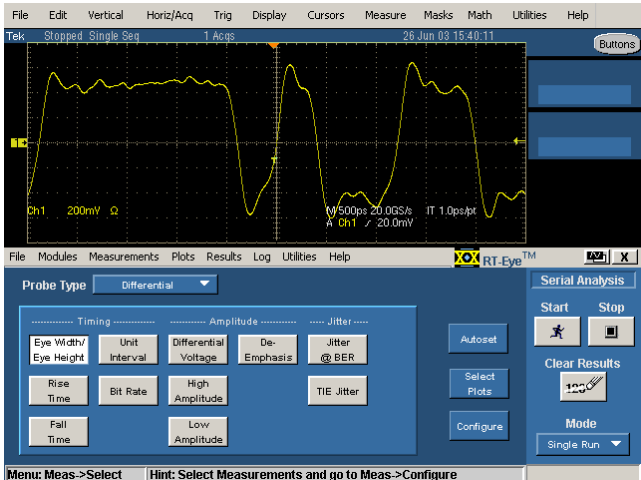 File Edit Vertical Horiz/Acq Trig Display Cursors Measure Masks Math Utilities Help
Tek Stopped Single Seq 1 Acqs 26 Jun 03 15:40:11
Buttons
1
Ch1 200mV Ω M 500ps 20.0GS/s IT 1.0ps/pt
A Ch1 / 20.0mV
File Modules Measurements Plots Results Log Utilities Help RT-Eye™ X
Probe Type Differential
Serial Analysis
Start Stop
Timing Amplitude Jitter
Eye Width/ Eye Height
Unit Interval
Differential Voltage
De-Emphasis
Jitter @ BER
Autoset
Clear Results
Rise Time
Bit Rate
High Amplitude
TIE Jitter
Select Plots
123
Fall Time
Low Amplitude
Configure
Mode
Single Run
Menu: Meas->Select Hint: Select Measurements and go to Meas->Configure